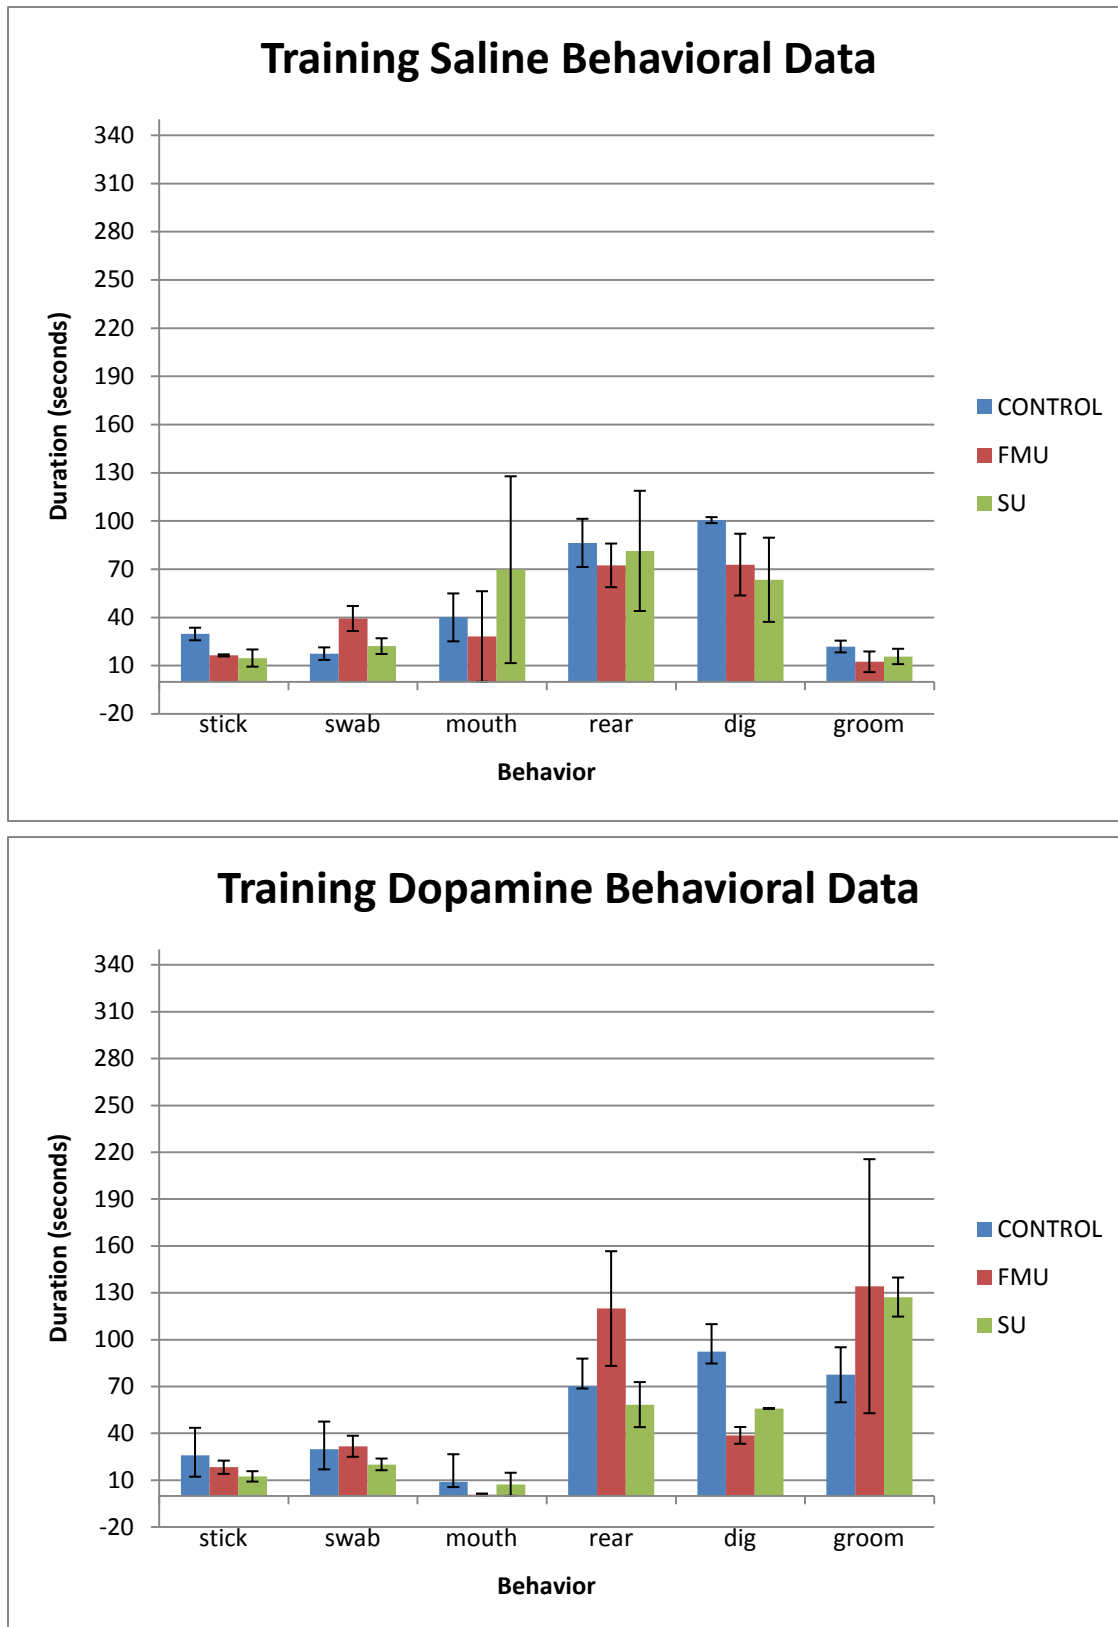 Training Saline Behavioral Data
340
310
280
250
220
190
160
130
100
70
40
10
-20
Duration (seconds)
stick swab mouth rear dig groom
Behavior
CONTROL
FMU
SU
Training Dopamine Behavioral Data
340
310
280
250
220
190
160
130
100
70
40
10
-20
Duration (seconds)
stick swab mouth rear dig groom
Behavior
CONTROL
FMU
SU